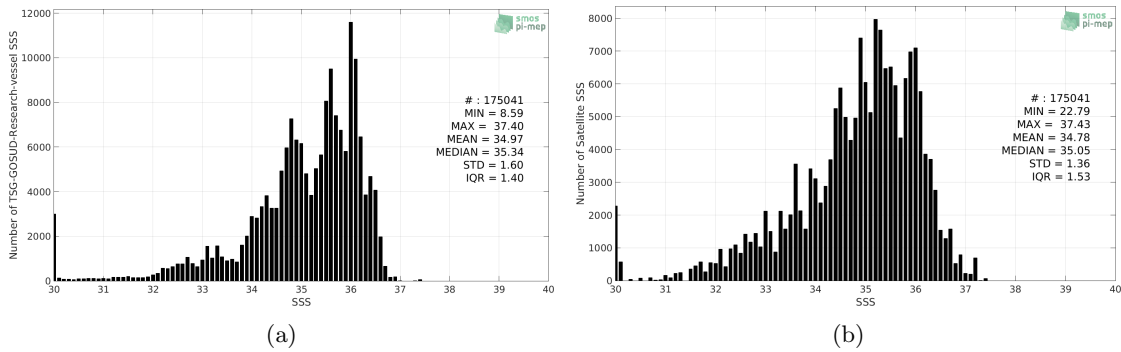 Number of TSG-GOSUD-Research-vessel SSS
12000
10000
8000
6000
4000
2000
0
30
31
32
33
34
35
36
37
38
39
40
SSS
smos
pi-mep
# : 175041
MIN = 8.59
MAX = 37.40
MEAN = 34.97
MEDIAN = 35.34
STD = 1.60
IQR = 1.40
(a)
Number of Satellite SSS
8000
7000
6000
5000
4000
3000
2000
1000
0
30
31
32
33
34
35
36
37
38
39
40
SSS
smos
pi-mep
# : 175041
MIN = 22.79
MAX = 37.43
MEAN = 34.78
MEDIAN = 35.05
STD = 1.36
IQR = 1.53
(b)